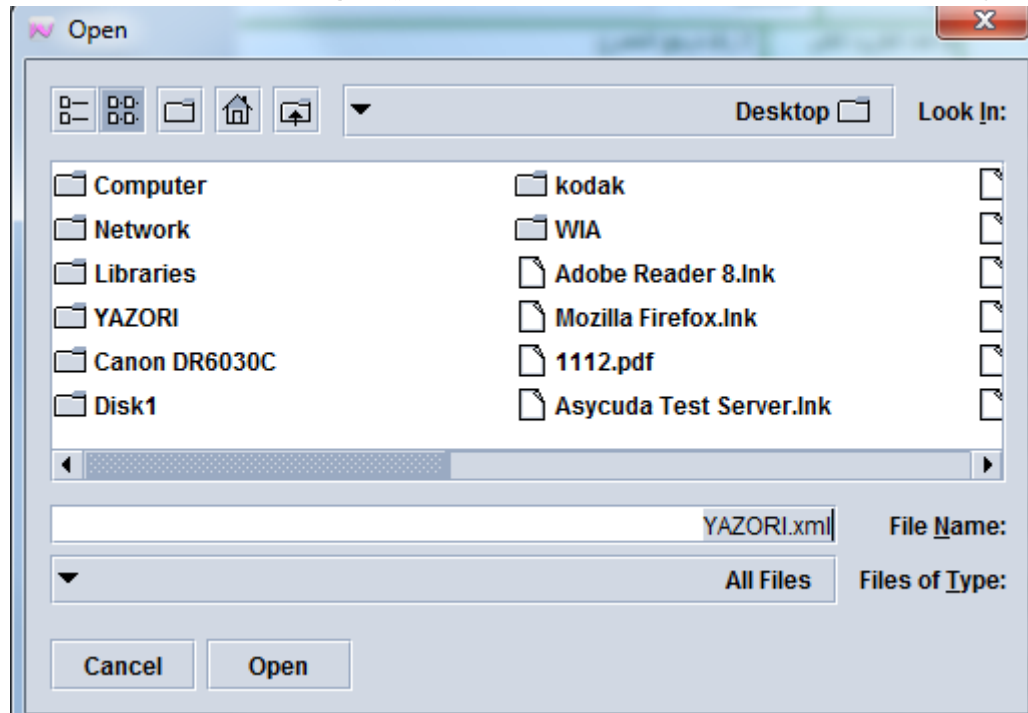 Open
Look In:
Desktop
Computer
Network
Libraries
YAZORI
Canon DR6030C
Disk1
kodak
WIA
Adobe Reader 8.lnk
Mozilla Firefox.lnk
1112.pdf
Asycuda Test Server.lnk
File Name:
YAZORI.xml
Files of Type:
All Files
Cancel
Open